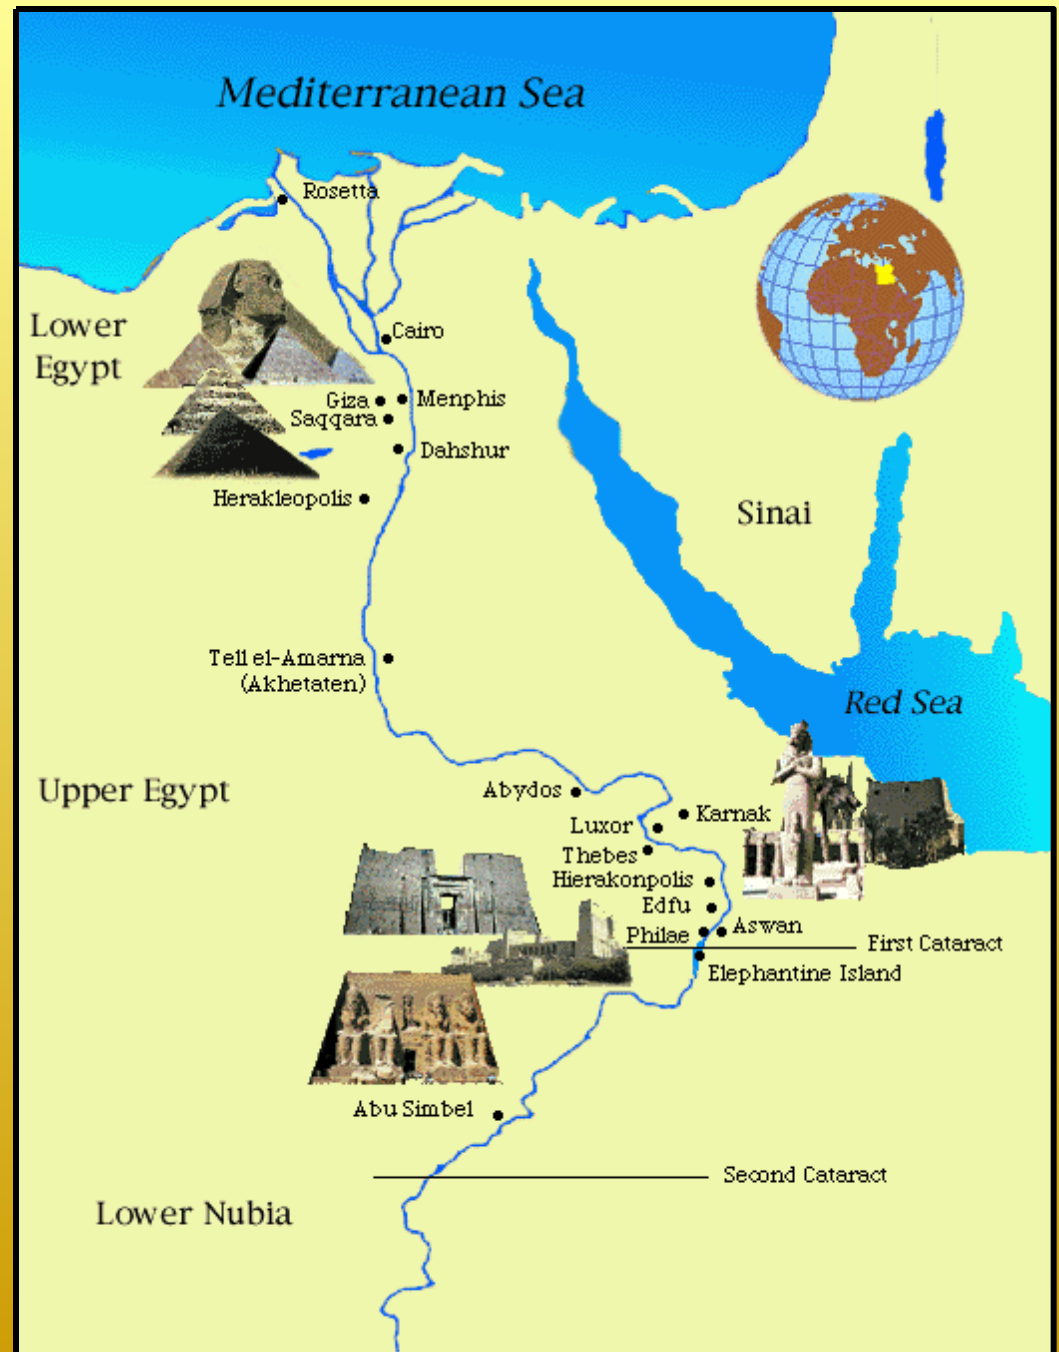 Mediterranean Sea
Rosetta
Lower
Egypt
Cairo
Giza
Menphis
Saqqara
Dahshur
Herakleopolis
Sinai
Tell el-Amarna
(Akhetaten)
Red Sea
Upper Egypt
Abydos
Karnak
Luxor
Thebes
Hierakonpolis
Edfu
Aswan
Philae
First Cataract
Elephantine Island
Abu Simbel
Second Cataract
Lower Nubia